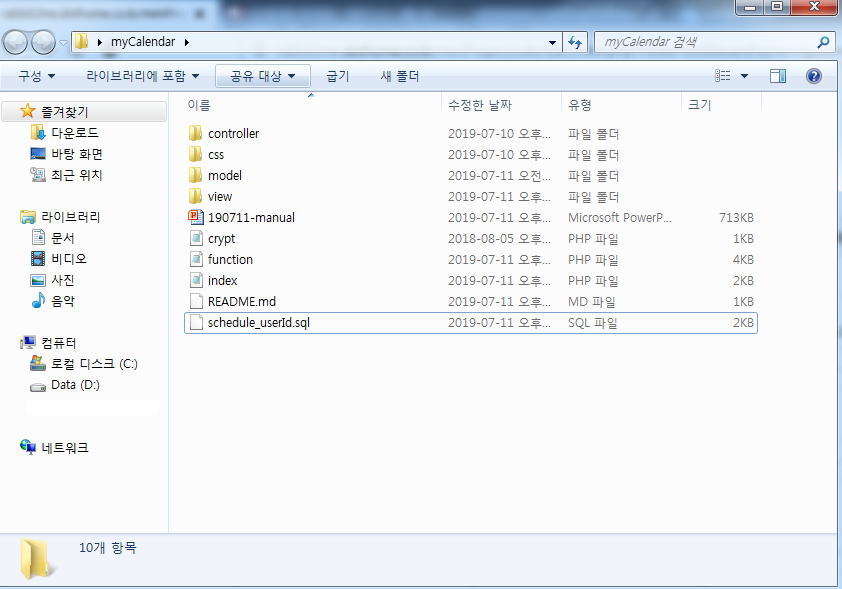 myCalendar
myCalendar 검색
구성 라이브러리에 포함 공유 대상 굽기 새 폴더
이름 수정한 날짜 유형 크기
즐겨찾기
다운로드
바탕 화면
최근 위치
라이브러리
문서
비디오
사진
음악
컴퓨터
로컬 디스크 (C:)
Data (D:)
네트워크
controller 2019-07-10 오후... 파일 폴더
css 2019-07-10 오후... 파일 폴더
model 2019-07-11 오전... 파일 폴더
view 2019-07-11 오후... 파일 폴더
190711-manual 2019-07-11 오후... Microsoft PowerP... 713KB
crypt 2018-08-05 오후... PHP 파일 1KB
function 2019-07-11 오후... PHP 파일 4KB
index 2019-07-11 오후... PHP 파일 2KB
README.md 2019-07-11 오후... MD 파일 1KB
schedule_userId.sql 2019-07-11 오후... SQL 파일 2KB
10개 항목